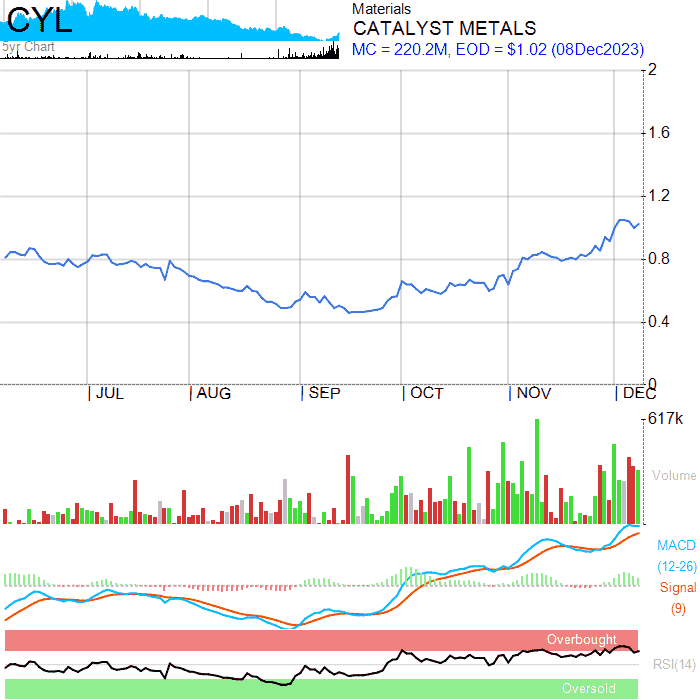 CYL
5yr Chart
Materials
CATALYST METALS
MC = 220.2M, EOD = $1.02 (08Dec2023)
2
1.6
1.2
0.8
0.4
0
JUL
AUG
SEP
OCT
NOV
DEC
617k
Volume
MACD
(12-26)
Signal
(9)
Overbought
RSI(14)
Oversold